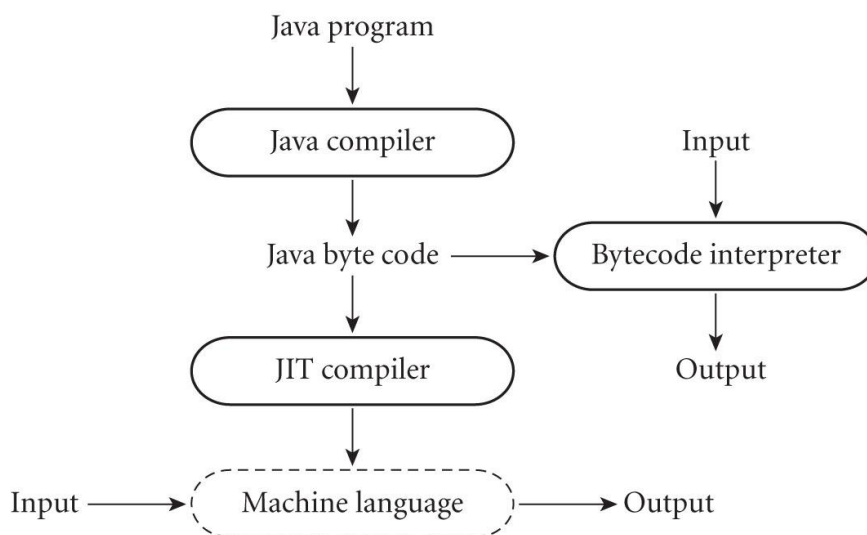 Java program
Java compiler
Input
Java byte code
Bytecode interpreter
JIT compiler
Output
Input
Machine language
Output